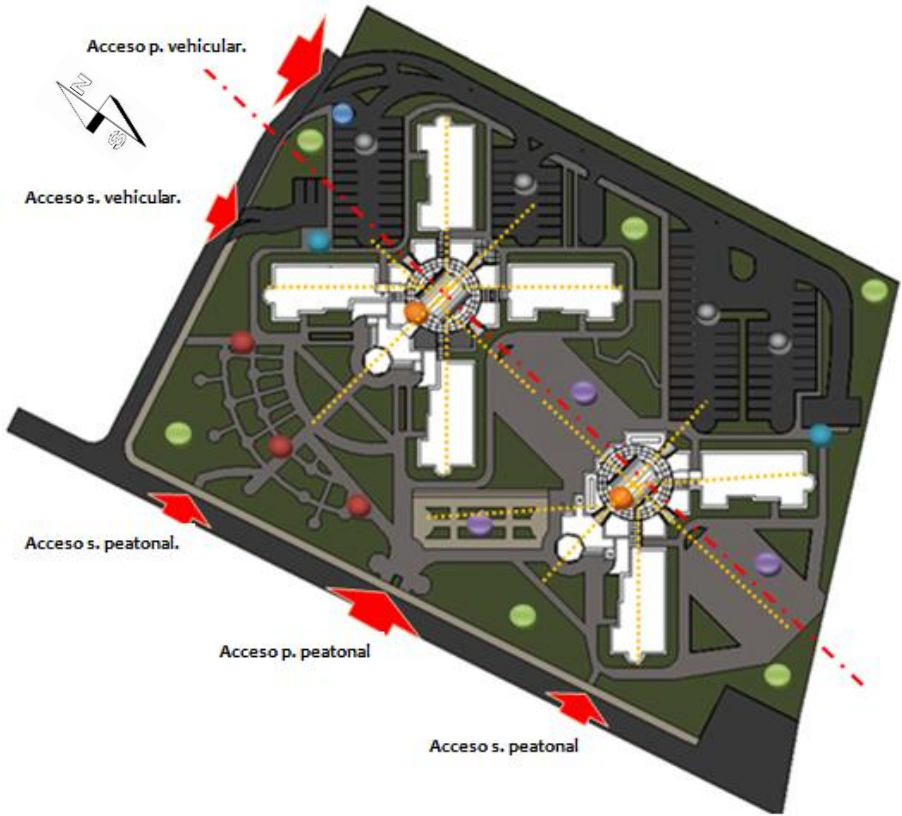 Acceso p. vehicular.
N
S
Acceso s. vehicular.
Acceso s. peatonal.
Acceso p. peatonal
Acceso s. peatonal